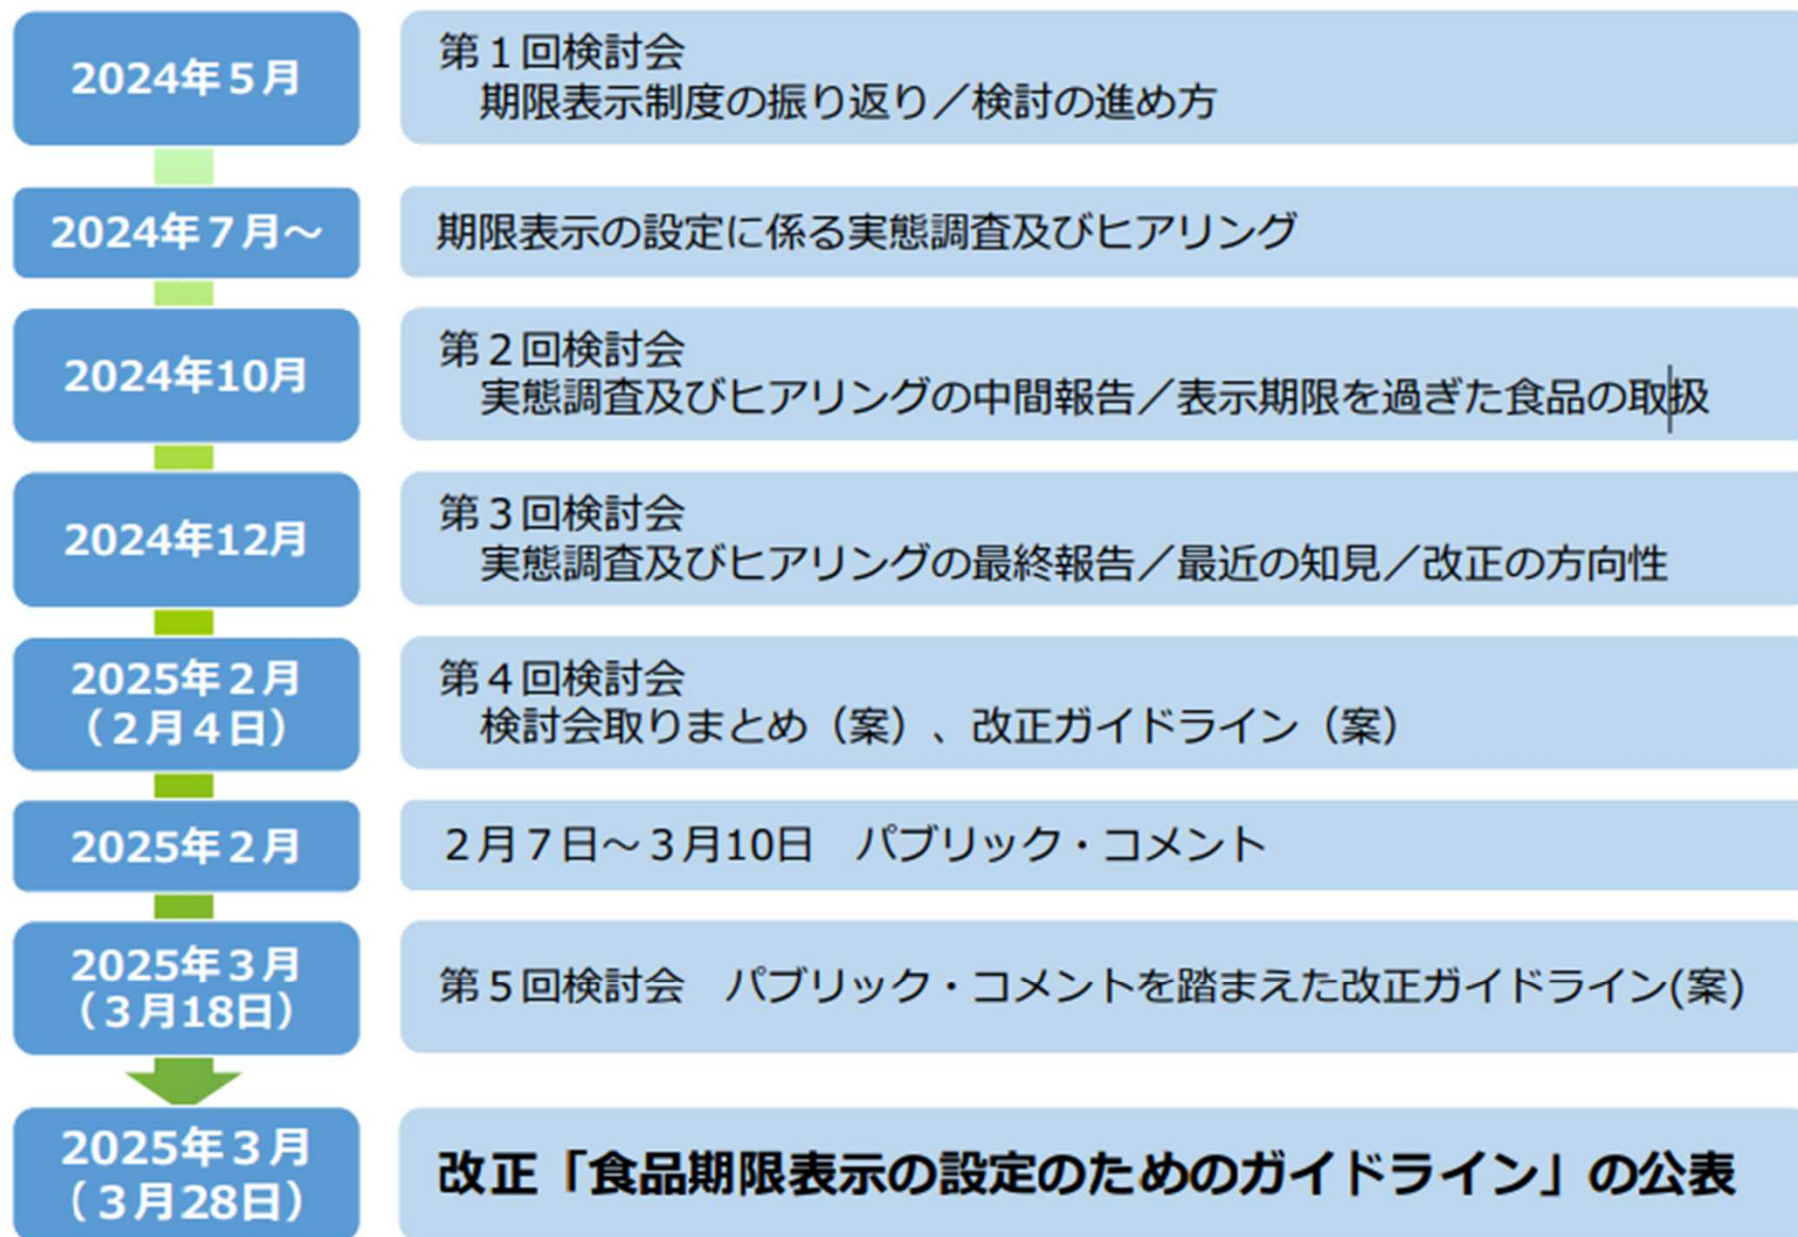 2024年５月
第１回検討会
期限表示制度の振り返り／検討の進め方
2024年７月～
期限表示の設定に係る実態調査及びヒアリング
2024年10月
第２回検討会
実態調査及びヒアリングの中間報告／表示期限を過ぎた食品の取扱
2024年12月
第３回検討会
実態調査及びヒアリングの最終報告／最近の知見／改正の方向性
2025年２月
（２月４日）
第４回検討会
検討会取りまとめ（案）、改正ガイドライン（案）
2025年２月
２月７日～３月10日　パブリック・コメント
2025年３月
（３月18日）
第５回検討会　パブリック・コメントを踏まえた改正ガイドライン(案)
2025年３月
（３月28日）
改正「食品期限表示の設定のためのガイドライン」の公表